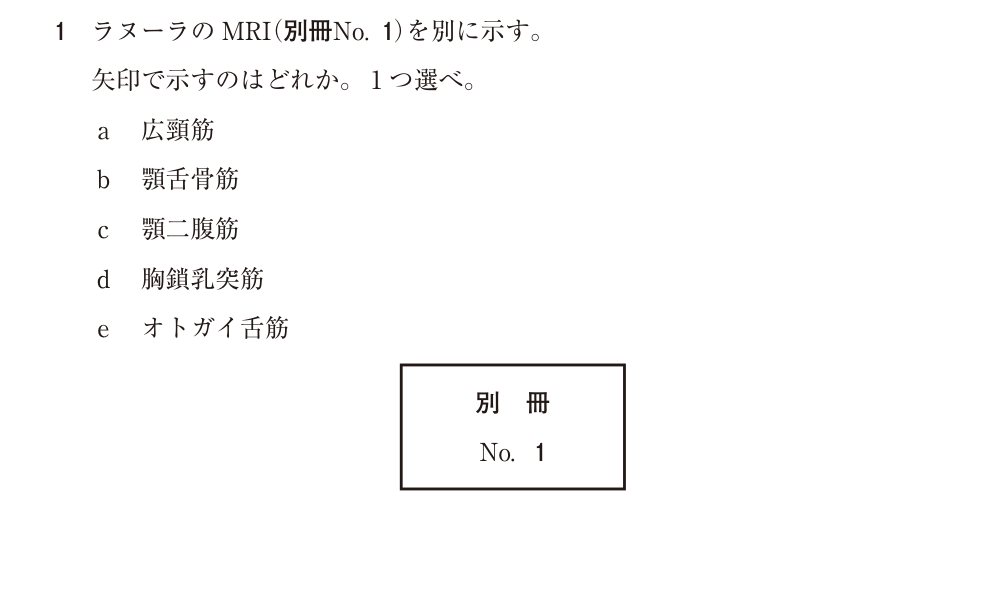 1 ラヌーラの MRI(別冊No. 1)を別に示す。
矢印で示すのはどれか。1つ選べ。
a 広頸筋
b 顎舌骨筋
c 顎二腹筋
d 胸鎖乳突筋
e オトガイ舌筋
別 冊
No. 1